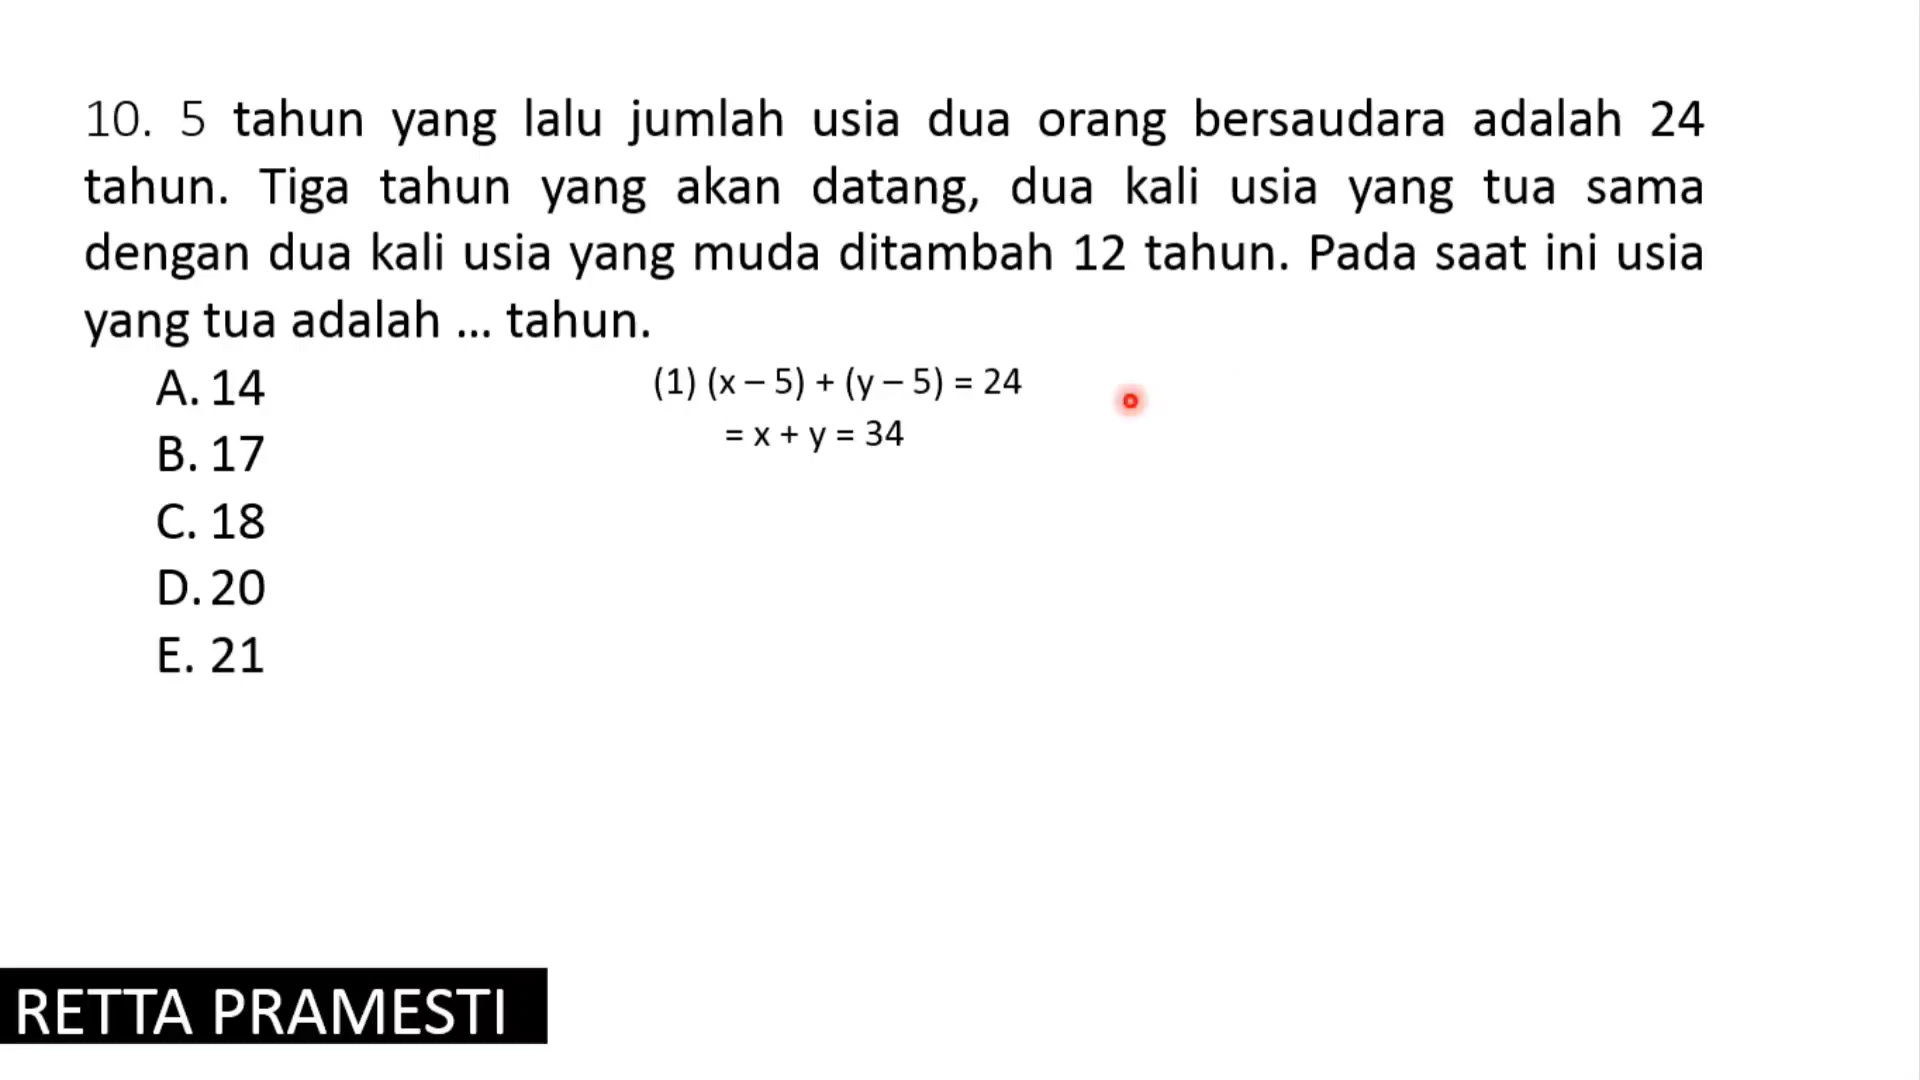 10. 5 tahun yang lalu jumlah usia dua orang bersaudara adalah 24
tahun. Tiga tahun yang akan datang, dua kali usia yang tua sama
dengan dua kali usia yang muda ditambah 12 tahun. Pada saat ini usia
yang tua adalah ... tahun.
A. 14
B. 17
C. 18
D. 20
E. 21
(1) (x – 5) + (y – 5) = 24
= x + y = 34
RETTA PRAMESTI